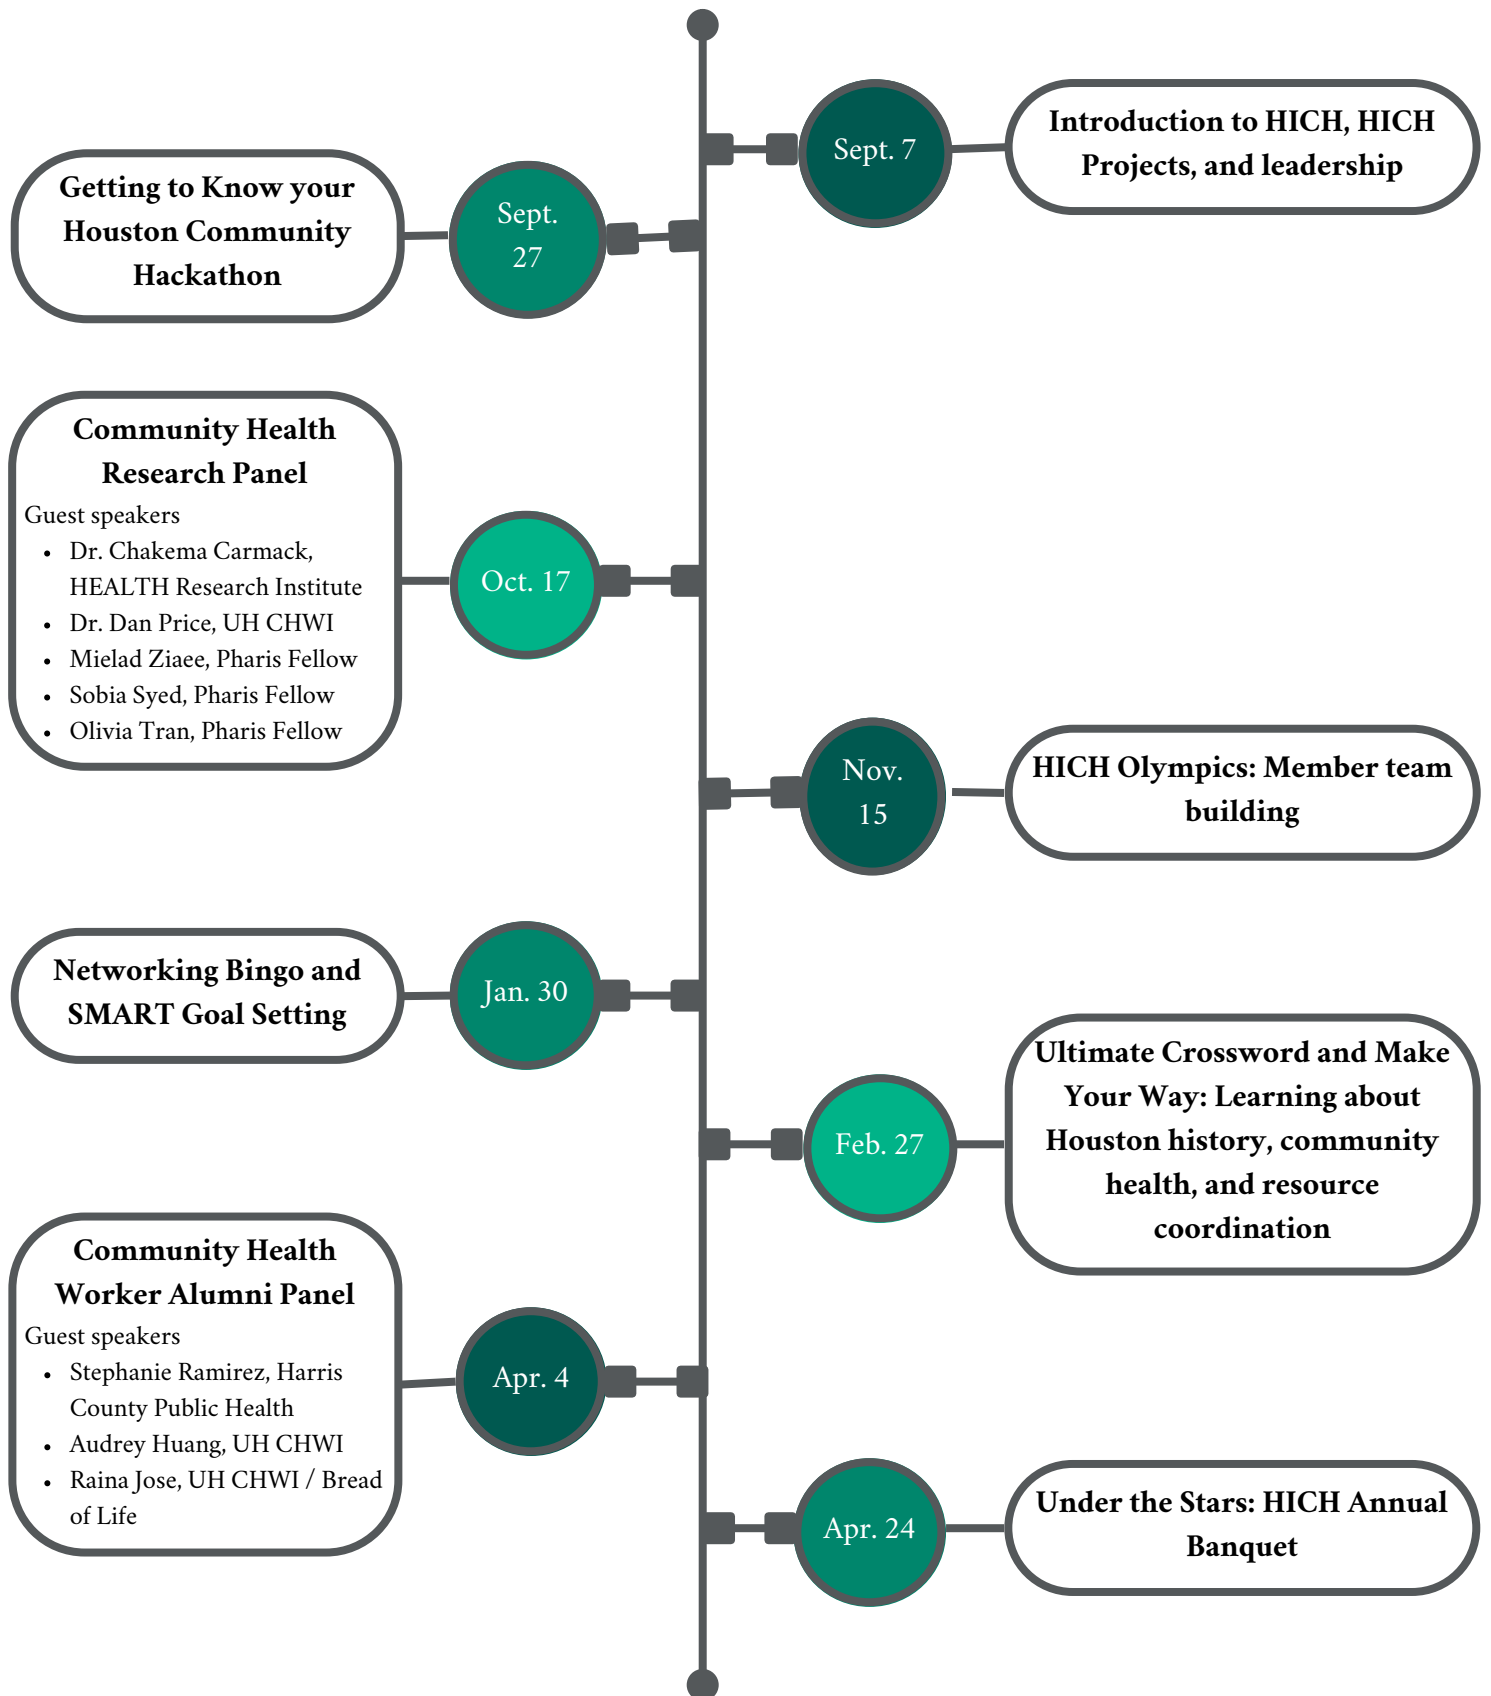 Sept. 7
Introduction to HICH, HICH
Projects, and leadership
Getting to Know your
Houston Community
Hackathon
Sept.
27
Community Health
Research Panel
Guest speakers
• Dr. Chakema Carmack,
HEALTH Research Institute
• Dr. Dan Price, UH CHWI
• Mielad Ziaee, Pharis Fellow
• Sobia Syed, Pharis Fellow
• Olivia Tran, Pharis Fellow
Oct. 17
Nov.
15
HICH Olympics: Member team
building
Networking Bingo and
SMART Goal Setting
Jan. 30
Feb. 27
Ultimate Crossword and Make
Your Way: Learning about
Houston history, community
health, and resource
coordination
Community Health
Worker Alumni Panel
Guest speakers
• Stephanie Ramirez, Harris
County Public Health
• Audrey Huang, UH CHWI
• Raina Jose, UH CHWI / Bread
of Life
Apr. 4
Apr. 24
Under the Stars: HICH Annual
Banquet